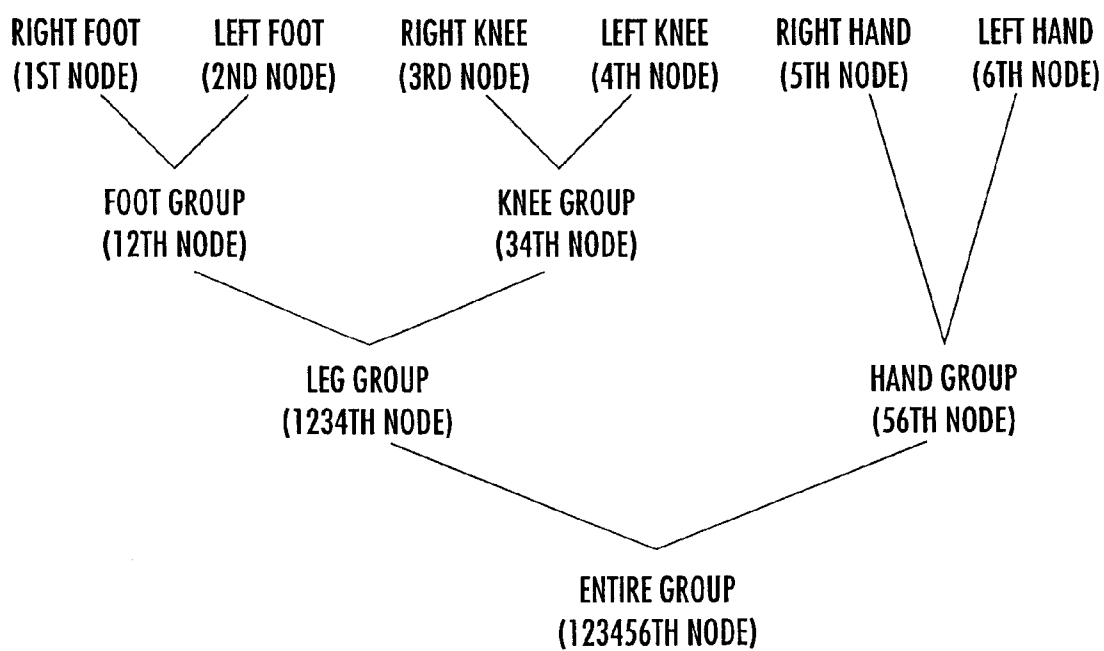 RIGHT FOOT
(1ST NODE)
LEFT FOOT
(2ND NODE)
RIGHT KNEE
(3RD NODE)
LEFT KNEE
(4TH NODE)
RIGHT HAND
(5TH NODE)
LEFT HAND
(6TH NODE)
FOOT GROUP
(12TH NODE)
KNEE GROUP
(34TH NODE)
LEG GROUP
(1234TH NODE)
HAND GROUP
(56TH NODE)
ENTIRE GROUP
(123456TH NODE)